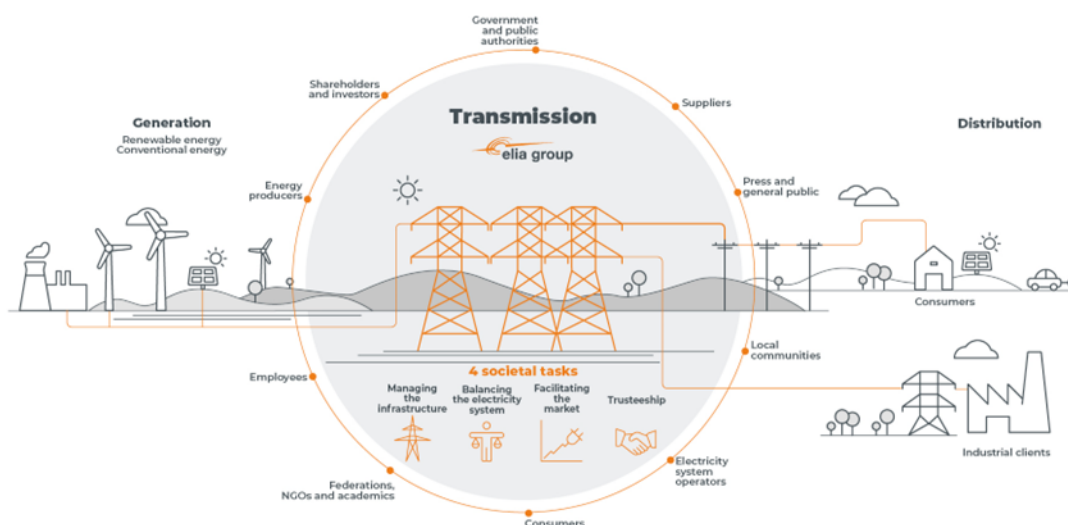 Government
and public
authorities
Shareholders
and investors
Suppliers
Transmission
elia group
Generation
Renewable energy
Conventional energy
Distribution
Energy
producers
Press and
general public
Consumers
Local
communities
Employees
4 societal tasks
Managing
the
infrastructure
Balancing
the electricity
system
Facilitating
the
market
Trusteeship
Industrial clients
Electricity
system
operators
Federations,
NGOs and academics
Consumers